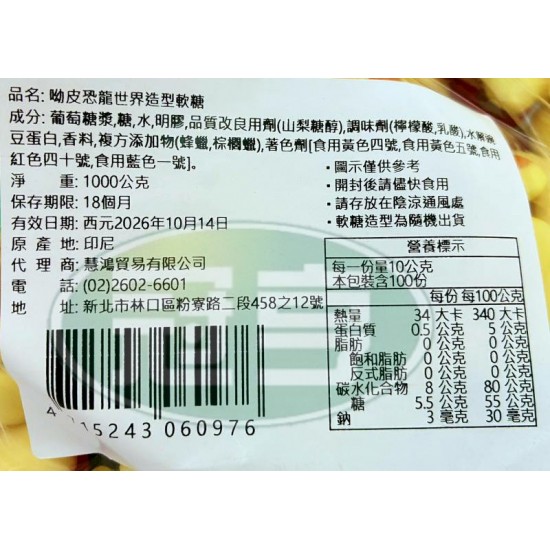 品名: 呦皮恐龍世界造型軟糖
成分: 葡萄糖漿,糖,水,明膠,品質改良用劑(山梨糖醇),調味劑(檸檬酸,乳酸),水解豌
豆蛋白,香料,複方添加物(蜂蠟,棕櫚蠟),著色劑[食用黃色四號,食用黃色五號,食用
紅色四十號,食用藍色一號]。
淨 重: 1000公克
保存期限: 18個月
有效日期: 西元2026年10月14日
原 產 地: 印尼
代 理 商: 慧鴻貿易有限公司
電 話: (02)2602-6601
地 址: 新北市林口區粉寮路二段458之12號
・圖示僅供參考
・開封後請儘快食用
・請存放在陰涼通風處
・軟糖造型為隨機出貨
營養標示
每一份量10公克
本包裝含100份
每份 每100公克
熱量 34 大卡 340 大卡
蛋白質 0.5 公克 5 公克
脂肪 0 公克 0 公克
飽和脂肪 0 公克 0 公克
反式脂肪 0 公克 0 公克
碳水化合物 8 公克 80 公克
糖 5.5 公克 55 公克
鈉 3 毫克 30 毫克
15243 060976